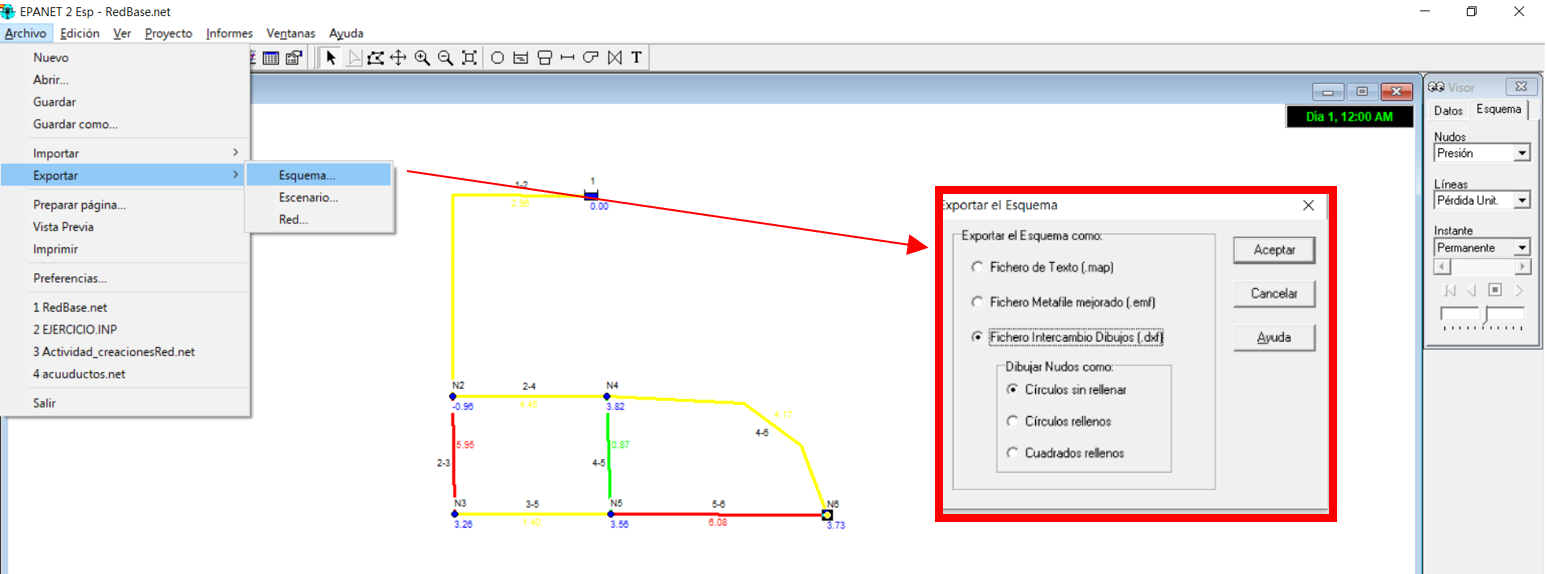 EPANET 2 Esp - RedBase.net
Archivo Edición Ver Proyecto Informes Ventanas Ayuda
Nuevo
Abrir...
Guardar
Guardar como...
Importar
Exportar
Preparar página...
Vista Previa
Imprimir
Preferencias...
1 RedBase.net
2 EJERCICIO.INP
3 Actividad_creacionesRed.net
4 acuuductos.net
Salir
Esquema...
Escenario...
Red...
T
Dia 1, 12:00 AM
1-2
2.95
1
0.00
N2
-0.96
2-4
4.45
N4
3.82
5.95
2-3
0.87
4-5
4.17
4-6
N3
3.26
3-5
1.40
N5
3.56
5-6
6.08
N6
3.73
Exportar el Esquema
Exportar el Esquema como:
Fichero de Texto (.map)
Fichero Metafile mejorado (.emf)
Fichero Intercambio Dibujos (.dxf)
Dibujar Nudos como:
Círculos sin rellenar
Círculos rellenos
Cuadrados rellenos
Aceptar
Cancelar
Ayuda
Visor
Datos Esquema
Nudos
Presión
Líneas
Pérdida Unit.
Instante
Permanente